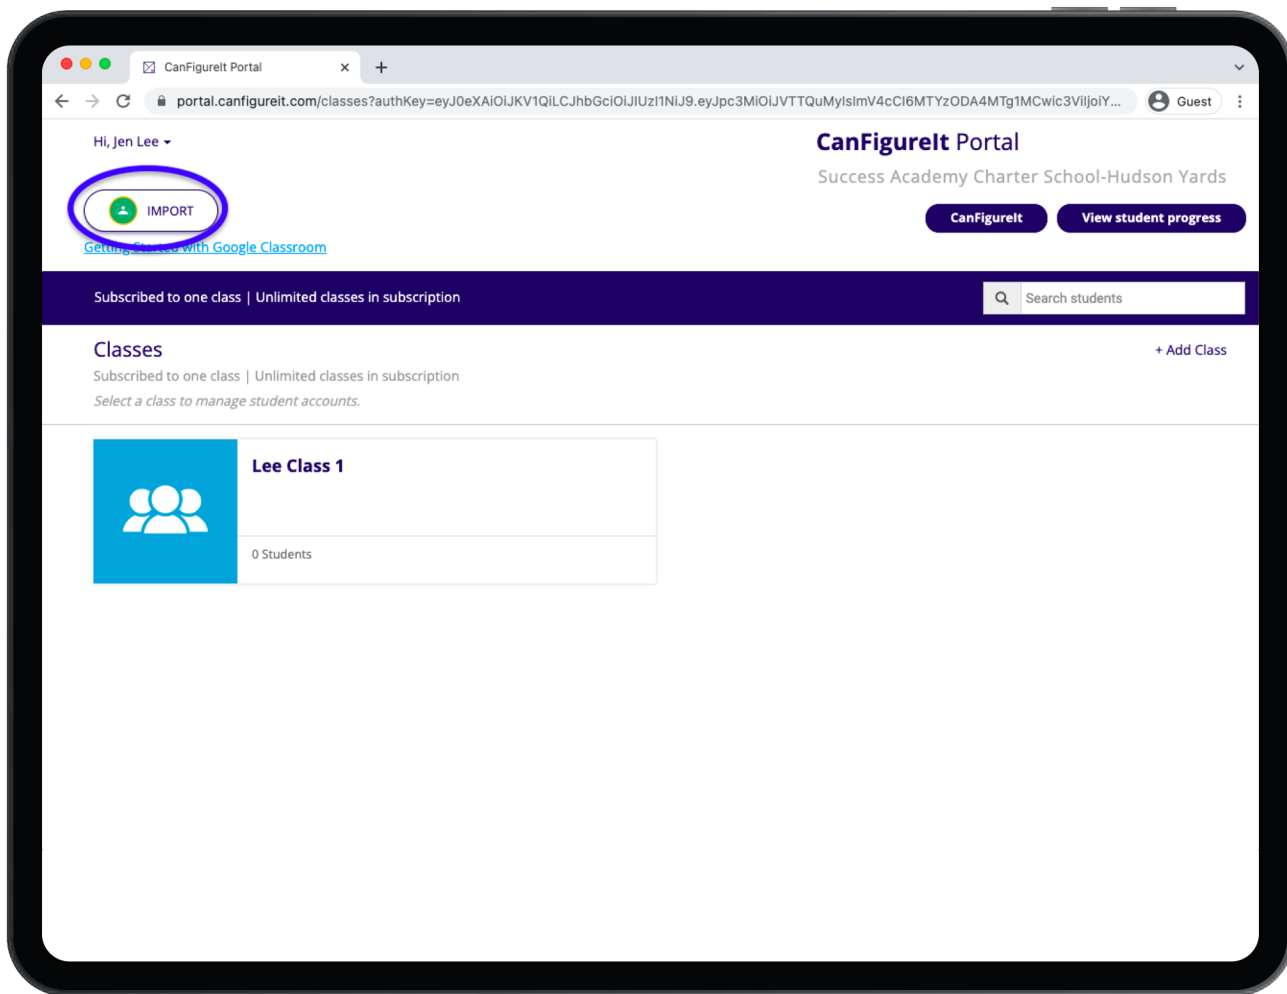 CanFigureIt Portal
portal.canfigureit.com/classes?authKey=eyJ0eXAiOiJKV1QiLCJhbGciOiJIUzI1NiJ9.eyJpc3MiOiJVTTQuMyIsImV4cCI6MTYzODA4MTg1MCwic3ViIjoiY...
Guest
Hi, Jen Lee
CanFigureIt Portal
Success Academy Charter School-Hudson Yards
IMPORT
CanFigureIt
View student progress
Getting Started with Google Classroom
Subscribed to one class | Unlimited classes in subscription
Search students
Classes
+ Add Class
Subscribed to one class | Unlimited classes in subscription
Select a class to manage student accounts.
Lee Class 1
0 Students